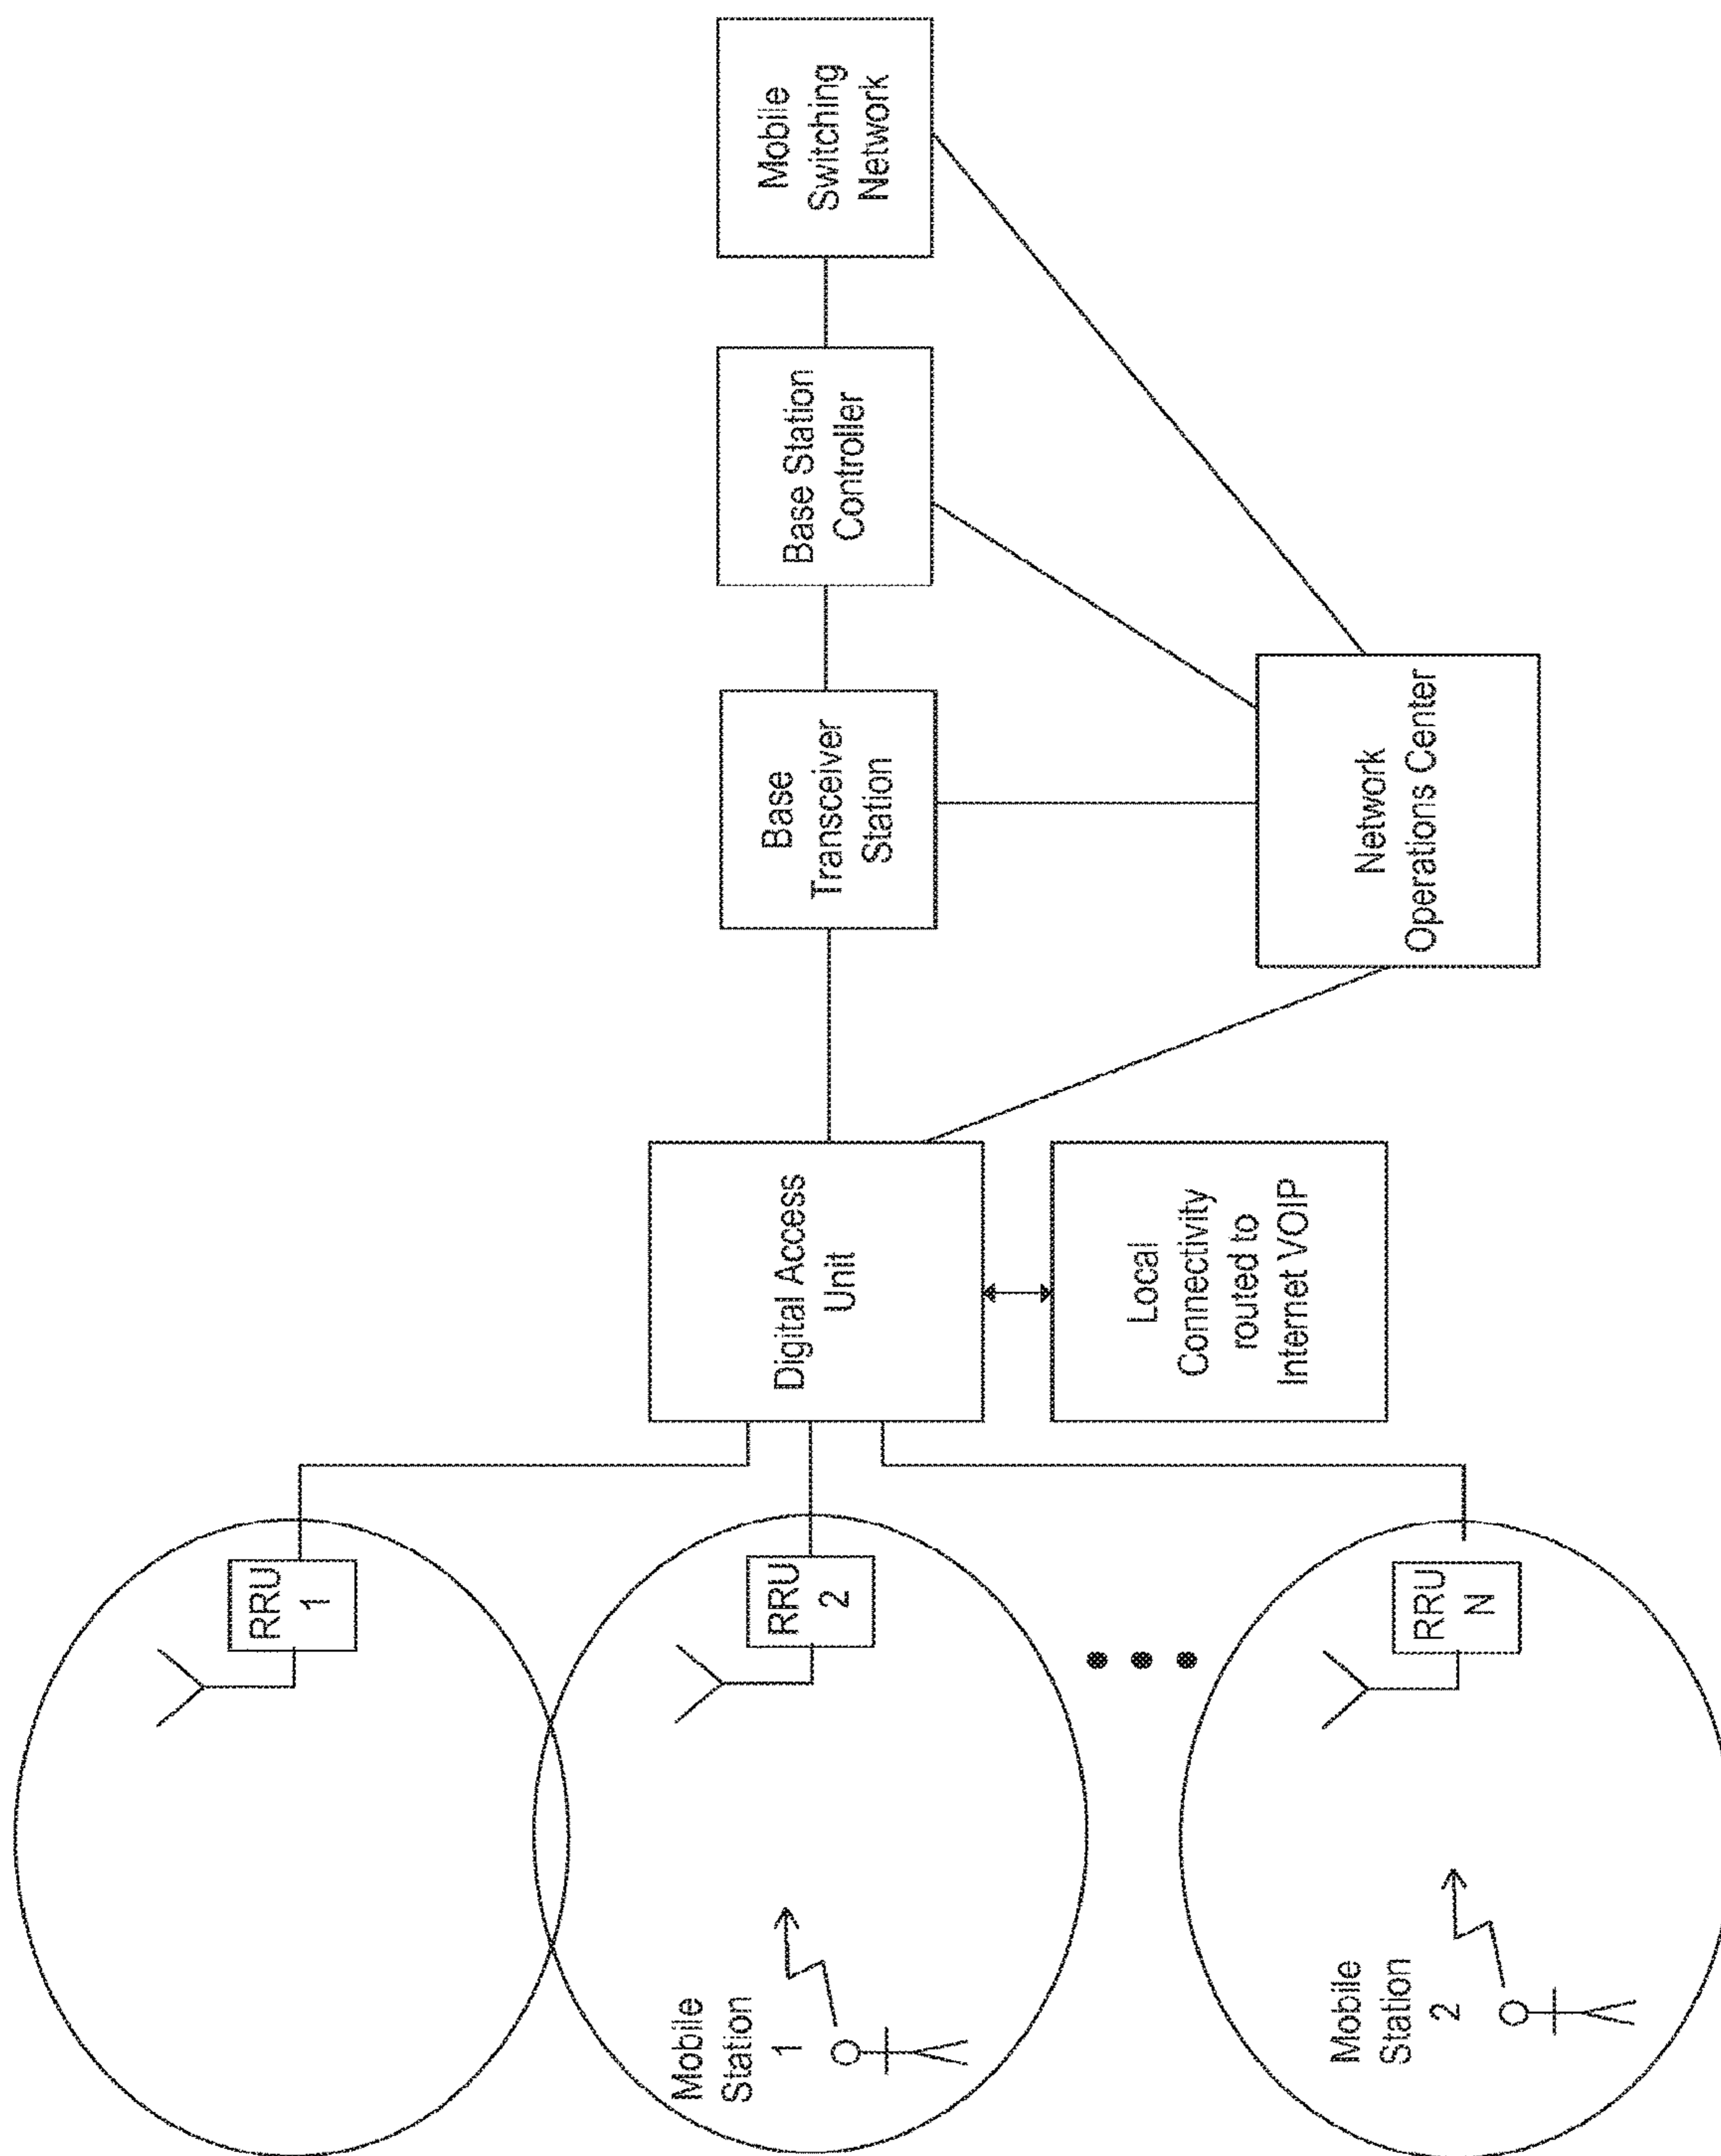 RRU
1
RRU
2
RRU
N
Mobile
Station
1
Mobile
Station
2
Digital Access
Unit
Local
Connectivity
routed to
Internet VOIP
Base
Transceiver
Station
Base Station
Controller
Mobile
Switching
Network
Network
Operations Center